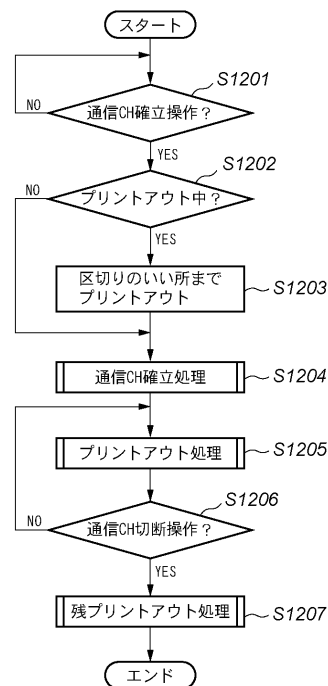 スタート
S1201
通信CH確立操作？
NO
YES
S1202
プリントアウト中？
NO
YES
区切りのいい所まで
プリントアウト
S1203
通信CH確立処理
S1204
プリントアウト処理
S1205
S1206
通信CH切断操作？
NO
YES
残プリントアウト処理
S1207
エンド